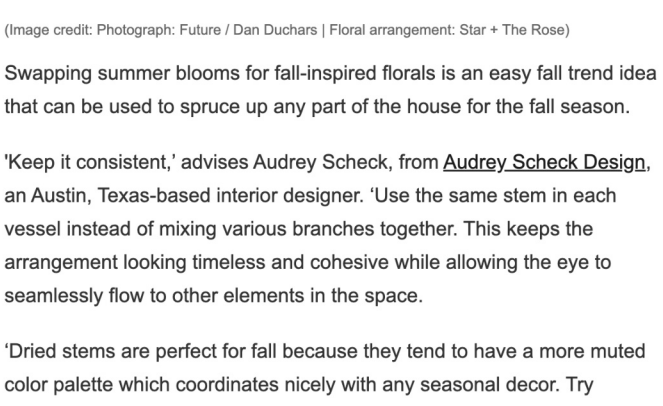 (Image credit: Photograph: Future / Dan Duchars | Floral arrangement: Star + The Rose)
Swapping summer blooms for fall-inspired florals is an easy fall trend idea
that can be used to spruce up any part of the house for the fall season.
'Keep it consistent,’ advises Audrey Scheck, from Audrey Scheck Design,
an Austin, Texas-based interior designer. ‘Use the same stem in each
vessel instead of mixing various branches together. This keeps the
arrangement looking timeless and cohesive while allowing the eye to
seamlessly flow to other elements in the space.
‘Dried stems are perfect for fall because they tend to have a more muted
color palette which coordinates nicely with any seasonal decor. Try